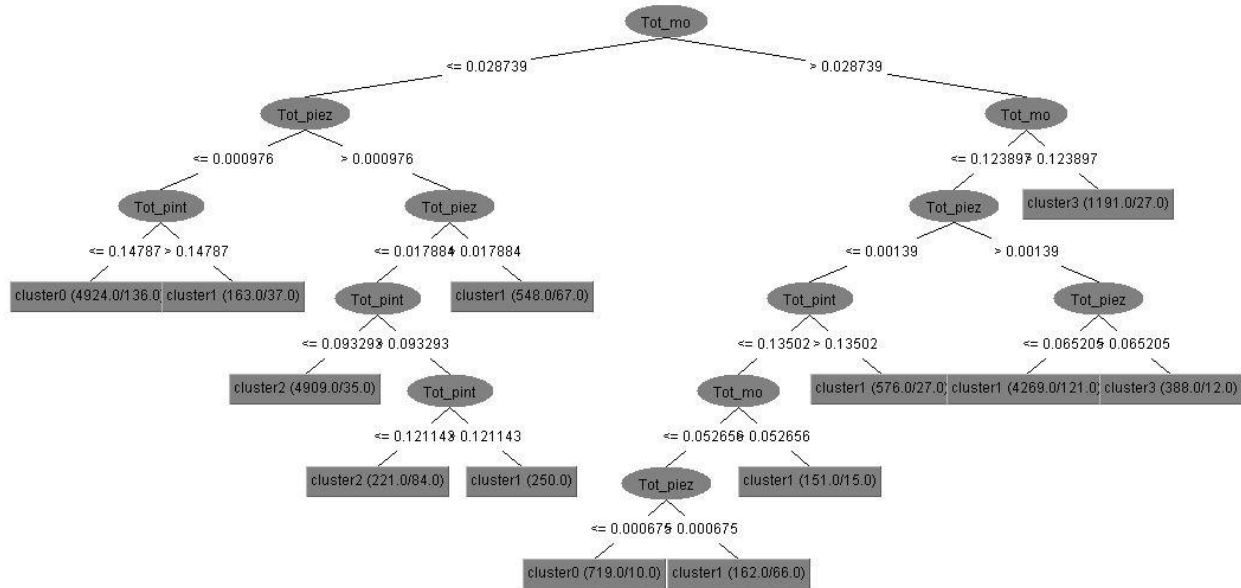 Tot_mo
<= 0.028739 > 0.028739
Tot_piez Tot_mo
<= 0.000976 > 0.000976 <= 0.123897 > 0.123897
Tot_pint Tot_piez Tot_piez cluster3 (1191.0/27.0)
<= 0.14787 > 0.14787 <= 0.017884 > 0.017884 <= 0.00139 > 0.00139
cluster0 (4924.0/136.0) cluster1 (163.0/37.0) Tot_pint cluster1 (548.0/67.0) Tot_pint Tot_piez
<= 0.093293 > 0.093293 <= 0.13502 > 0.13502 <= 0.065205 > 0.065205
cluster2 (4909.0/35.0) Tot_pint Tot_mo cluster1 (576.0/27.0) cluster1 (4269.0/121.0) cluster3 (388.0/12.0)
<= 0.121143 > 0.121143 <= 0.052656 > 0.052656
cluster2 (221.0/84.0) cluster1 (250.0) Tot_piez cluster1 (151.0/15.0)
<= 0.000675 > 0.000675
cluster0 (719.0/10.0) cluster1 (162.0/66.0)